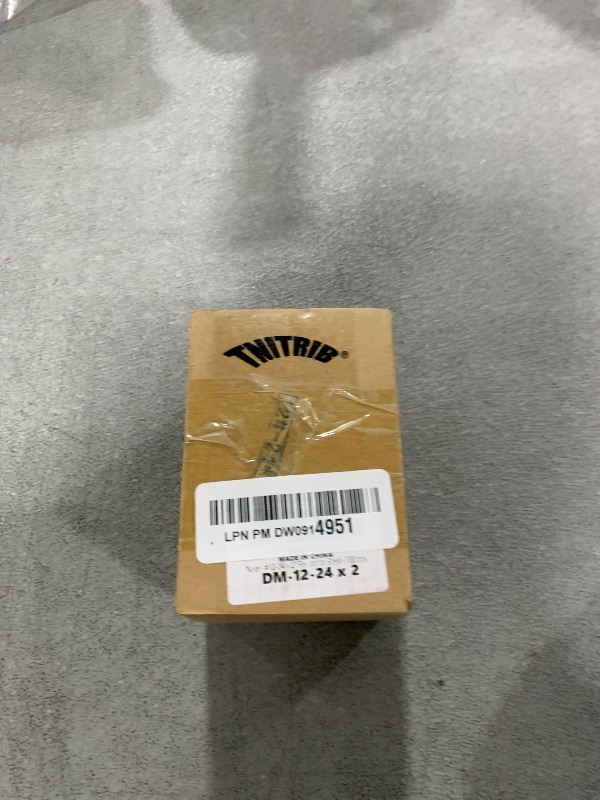 TNITRIB®
LPN PM DW0914951
MADE IN CHINA
DM-12-24 x 2